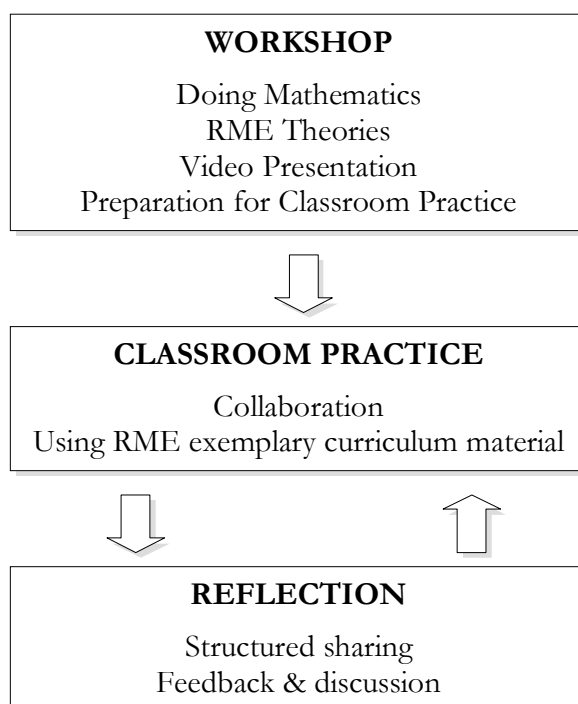 WORKSHOP
Doing Mathematics
RME Theories
Video Presentation
Preparation for Classroom Practice
CLASSROOM PRACTICE
Collaboration
Using RME exemplary curriculum material
REFLECTION
Structured sharing
Feedback & discussion